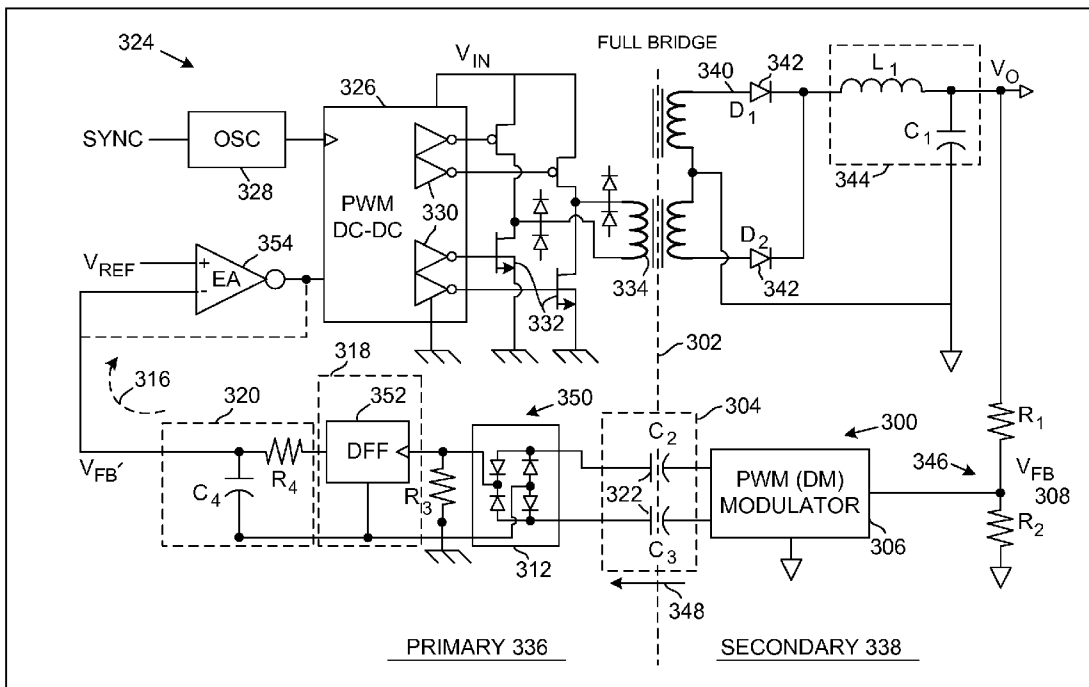 324
FULL BRIDGE
V_IN
326
340
342
L_1
V_O
D_1
C_1
344
SYNC
OSC
328
330
PWM
DC-DC
354
V_REF
+
EA
-
332
334
D_2
342
302
316
318
320
352
350
304
300
R_1
DFF
C_2
346
V_FB
308
V_FB′
R_4
R_3
322
PWM (DM)
MODULATOR
C_4
C_3
306
R_2
312
348
PRIMARY 336
SECONDARY 338